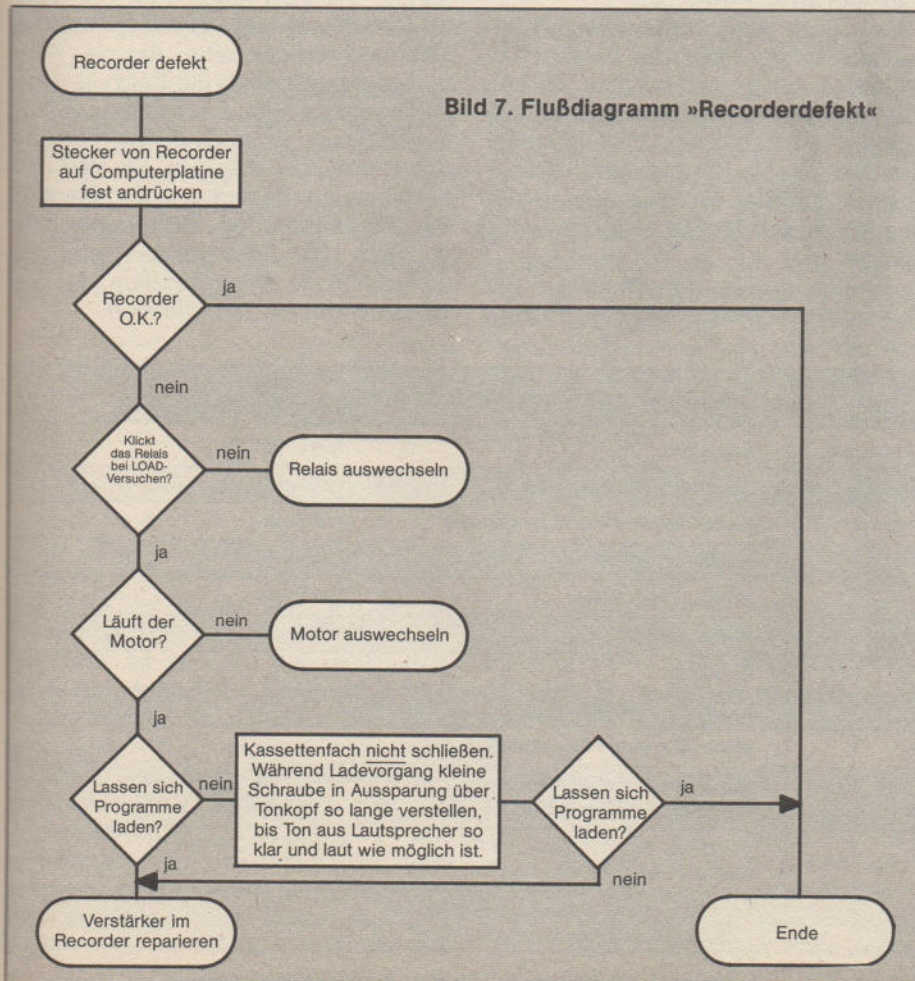 Recorder defekt
Bild 7. Flußdiagramm »Recorderdefekt«
Stecker von Recorder
auf Computerplatine
fest andrücken
Recorder
O.K.?
ja
nein
Klickt
das Relais
bei LOAD-
Versuchen?
nein
Relais auswechseln
ja
Läuft der
Motor?
nein
Motor auswechseln
ja
Lassen sich
Programme
laden?
nein
Kassettenfach nicht schließen.
Während Ladevorgang kleine
Schraube in Aussparung über
Tonkopf so lange verstellen,
bis Ton aus Lautsprecher so
klar und laut wie möglich ist.
Lassen sich
Programme
laden?
ja
ja
nein
Verstärker im
Recorder reparieren
Ende